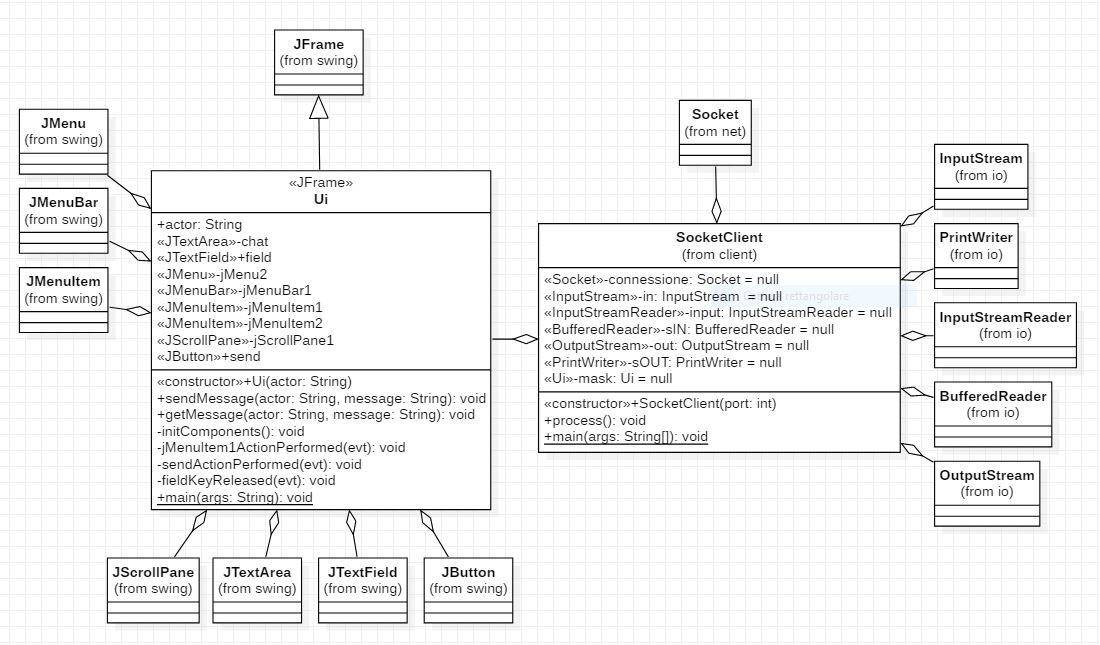 JFrame
(from swing)
JMenu
(from swing)
JMenuBar
(from swing)
JMenuItem
(from swing)
«JFrame»
Ui
+actor: String
«JTextArea»-chat
«JTextField»+field
«JMenu»-jMenu2
«JMenuBar»-jMenuBar1
«JMenuItem»-jMenuItem1
«JMenuItem»-jMenuItem2
«JScrollPane»-jScrollPane1
«JButton»+send
«constructor»+Ui(actor: String)
+sendMessage(actor: String, message: String): void
+getMessage(actor: String, message: String): void
-initComponents(): void
-jMenuItem1ActionPerformed(evt): void
-sendActionPerformed(evt): void
-fieldKeyReleased(evt): void
+main(args: String): void
JScrollPane
(from swing)
JTextArea
(from swing)
JTextField
(from swing)
JButton
(from swing)
Socket
(from net)
SocketClient
(from client)
«Socket»-connessione: Socket = null
«InputStream»-in: InputStream = null
rettangolare
«InputStreamReader»-input: InputStreamReader = null
«BufferedReader»-sIN: BufferedReader = null
«OutputStream»-out: OutputStream = null
«PrintWriter»-sOUT: PrintWriter = null
«Ui»-mask: Ui = null
«constructor»+SocketClient(port: int)
+process(): void
+main(args: String[]): void
InputStream
(from io)
PrintWriter
(from io)
InputStreamReader
(from io)
BufferedReader
(from io)
OutputStream
(from io)